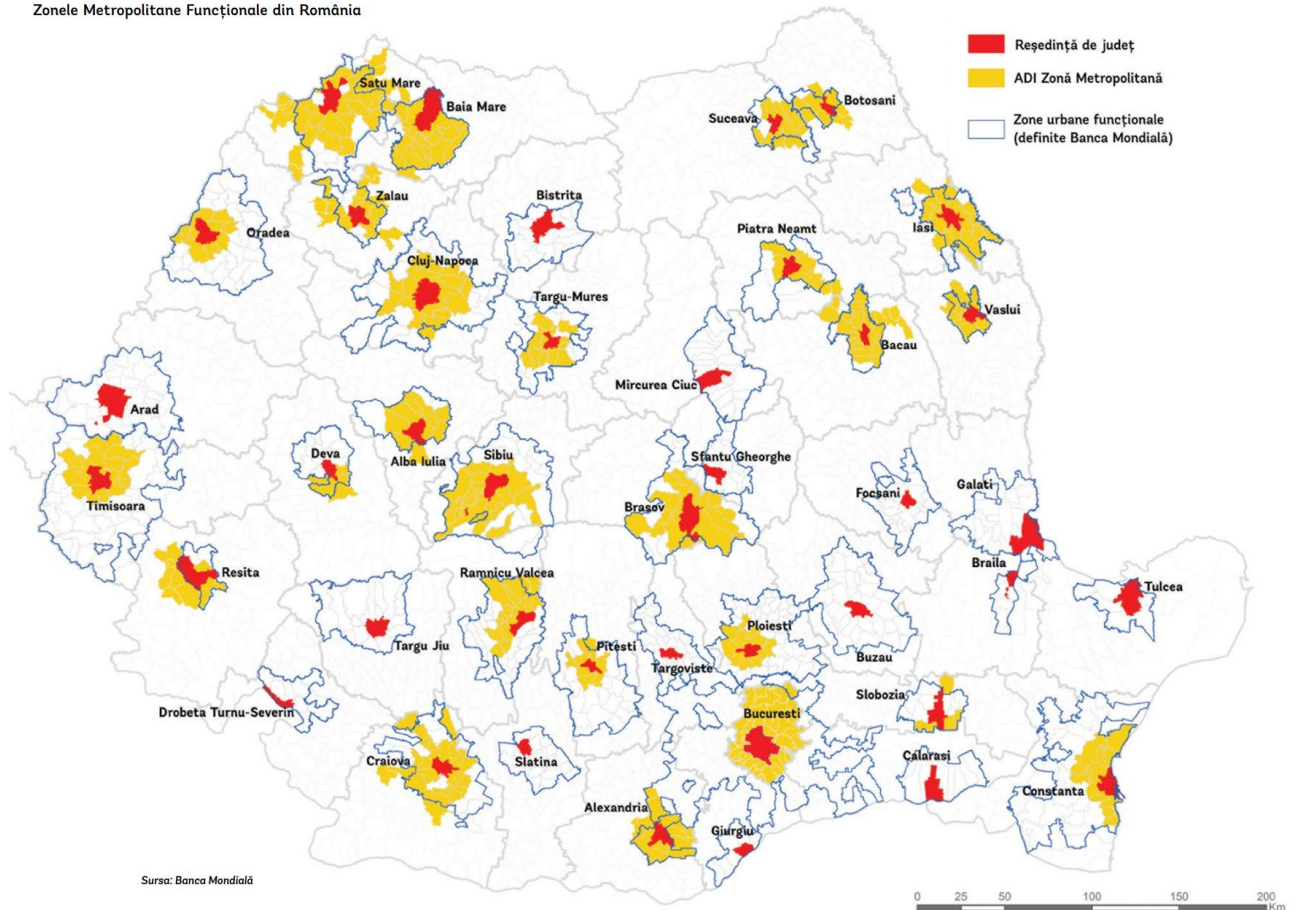 Zonele Metropolitane Funcționale din România
Reședință de județ
ADI Zonă Metropolitană
Zone urbane funcționale
(definite Banca Mondială)
Satu Mare
Baia Mare
Suceava
Botosani
Zalau
Bistrita
Oradea
Iasi
Piatra Neamt
Cluj-Napoca
Targu-Mures
Vaslui
Bacau
Mircurea Ciuc
Arad
Deva
Alba Iulia
Sibiu
Sfantu Gheorghe
Timisoara
Brasov
Focsani
Galati
Resita
Ramnicu Valcea
Braila
Tulcea
Targu Jiu
Pitesti
Targoviste
Ploiesti
Buzau
Drobeta Turnu-Severin
Bucuresti
Slobozia
Craiova
Slatina
Calarasi
Constanta
Alexandria
Giurgiu
Sursa: Banca Mondială
0 25 50 100 150 200
Km